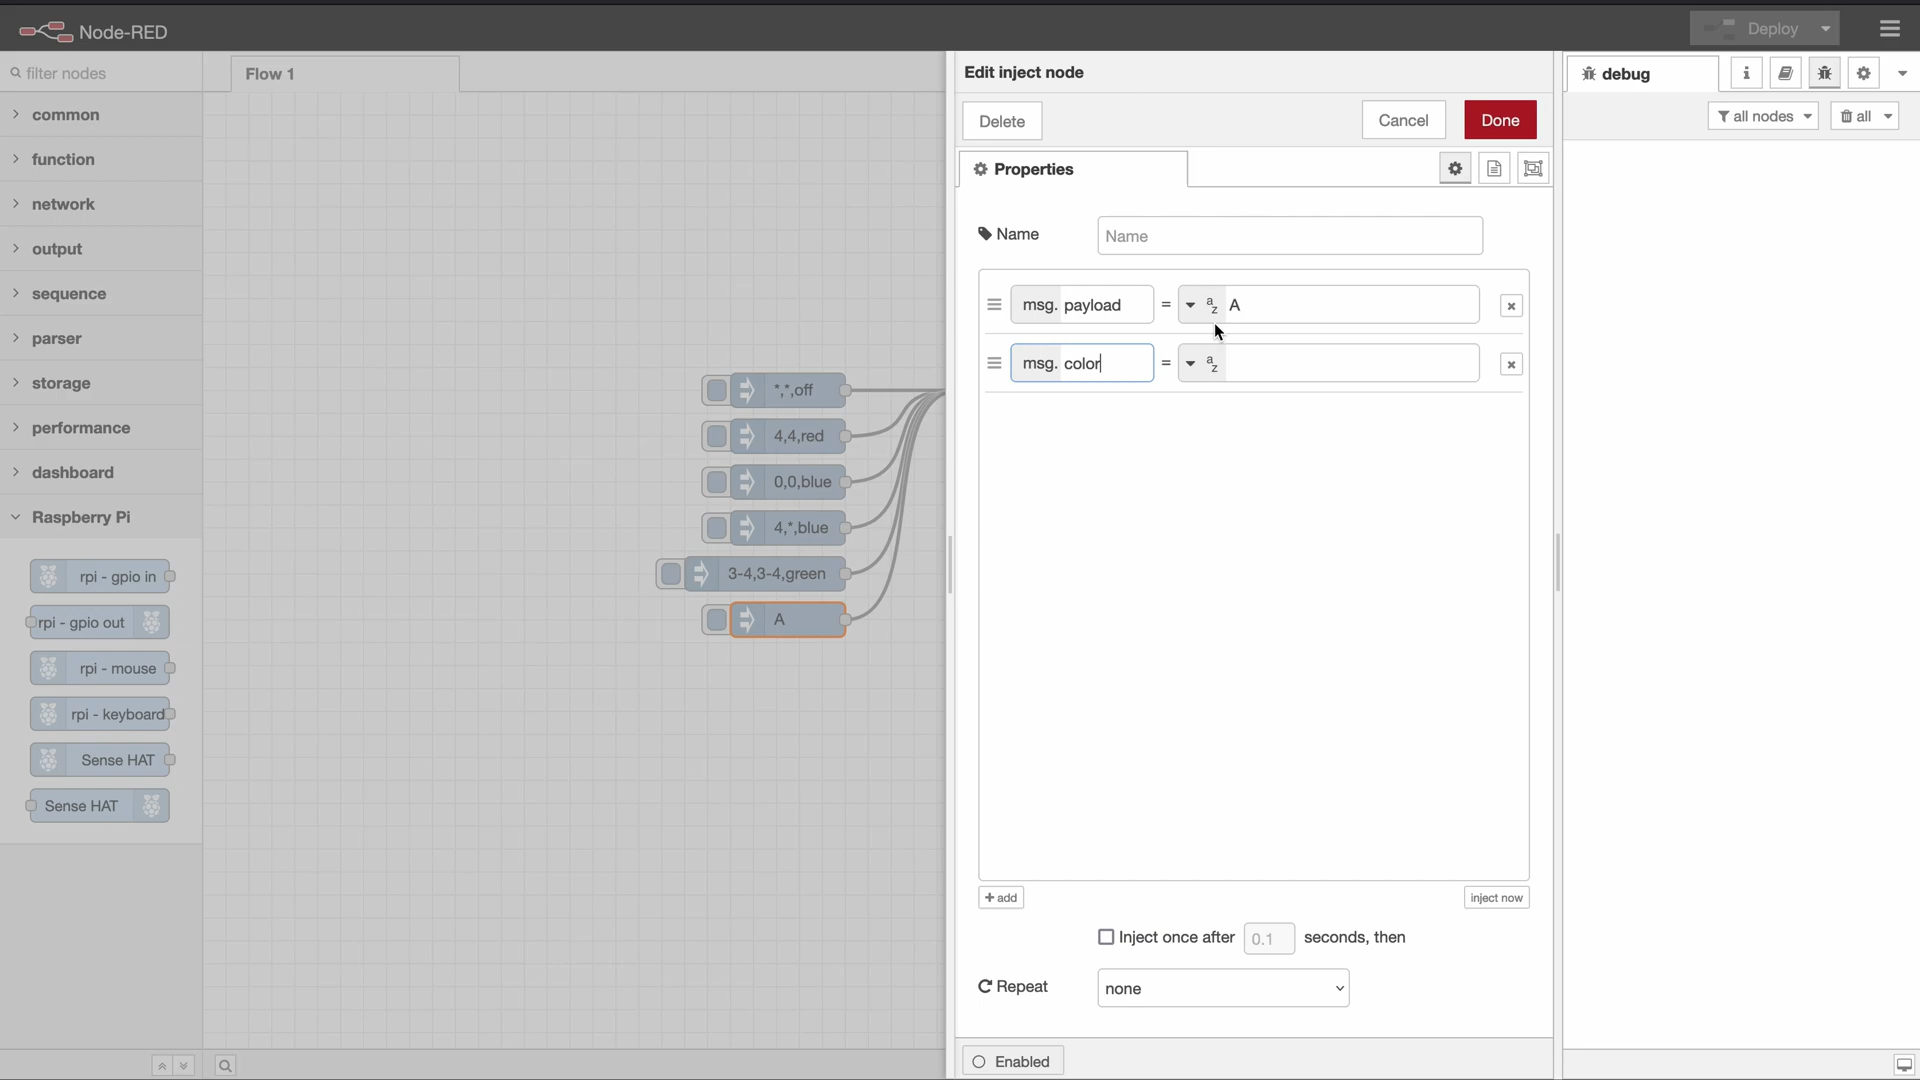 Node-RED
Deploy
filter nodes
Flow 1
common
function
network
output
sequence
parser
storage
performance
dashboard
Raspberry Pi
rpi - gpio in
rpi - gpio out
rpi - mouse
rpi - keyboard
Sense HAT
Sense HAT
*,*,off
4,4,red
0,0,blue
4,*,blue
3-4,3-4,green
A
Edit inject node
Delete
Cancel
Done
Properties
Name
Name
msg. payload = az A
msg. color = az
+ add
inject now
Inject once after 0.1 seconds, then
Repeat
none
Enabled
debug
all nodes
all